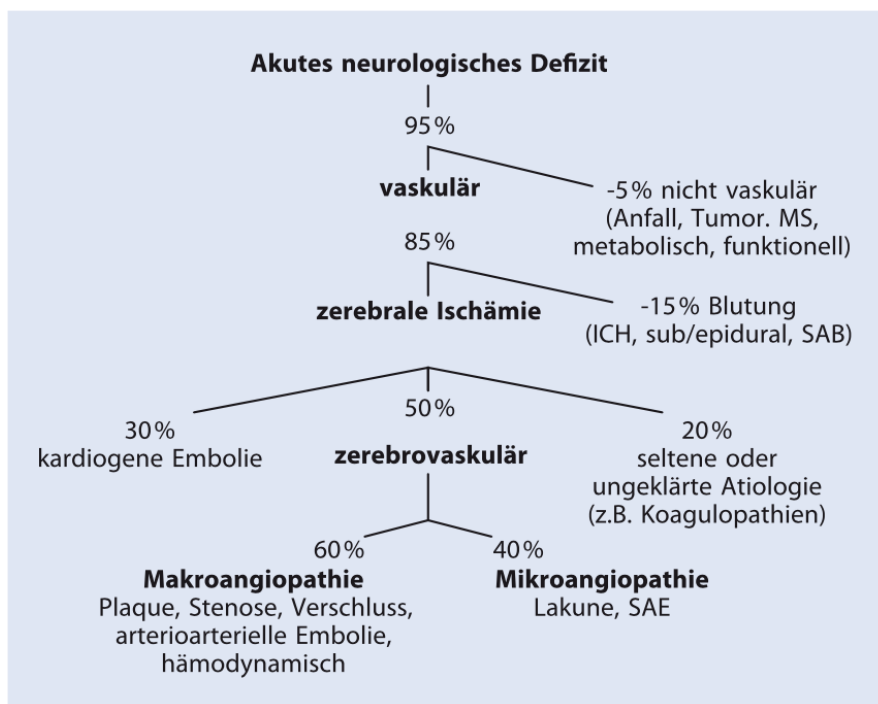 Akutes neurologisches Defizit
95%
vaskulär
-5% nicht vaskulär
(Anfall, Tumor. MS,
metabolisch, funktionell)
85%
zerebrale Ischämie
-15% Blutung
(ICH, sub/epidural, SAB)
30%
kardiogene Embolie
50%
zerebrovaskulär
20%
seltene oder
ungeklärte Atiologie
(z.B. Koagulopathien)
60%
Makroangiopathie
Plaque, Stenose, Verschluss,
arterioarterielle Embolie,
hämodynamisch
40%
Mikroangiopathie
Lakune, SAE